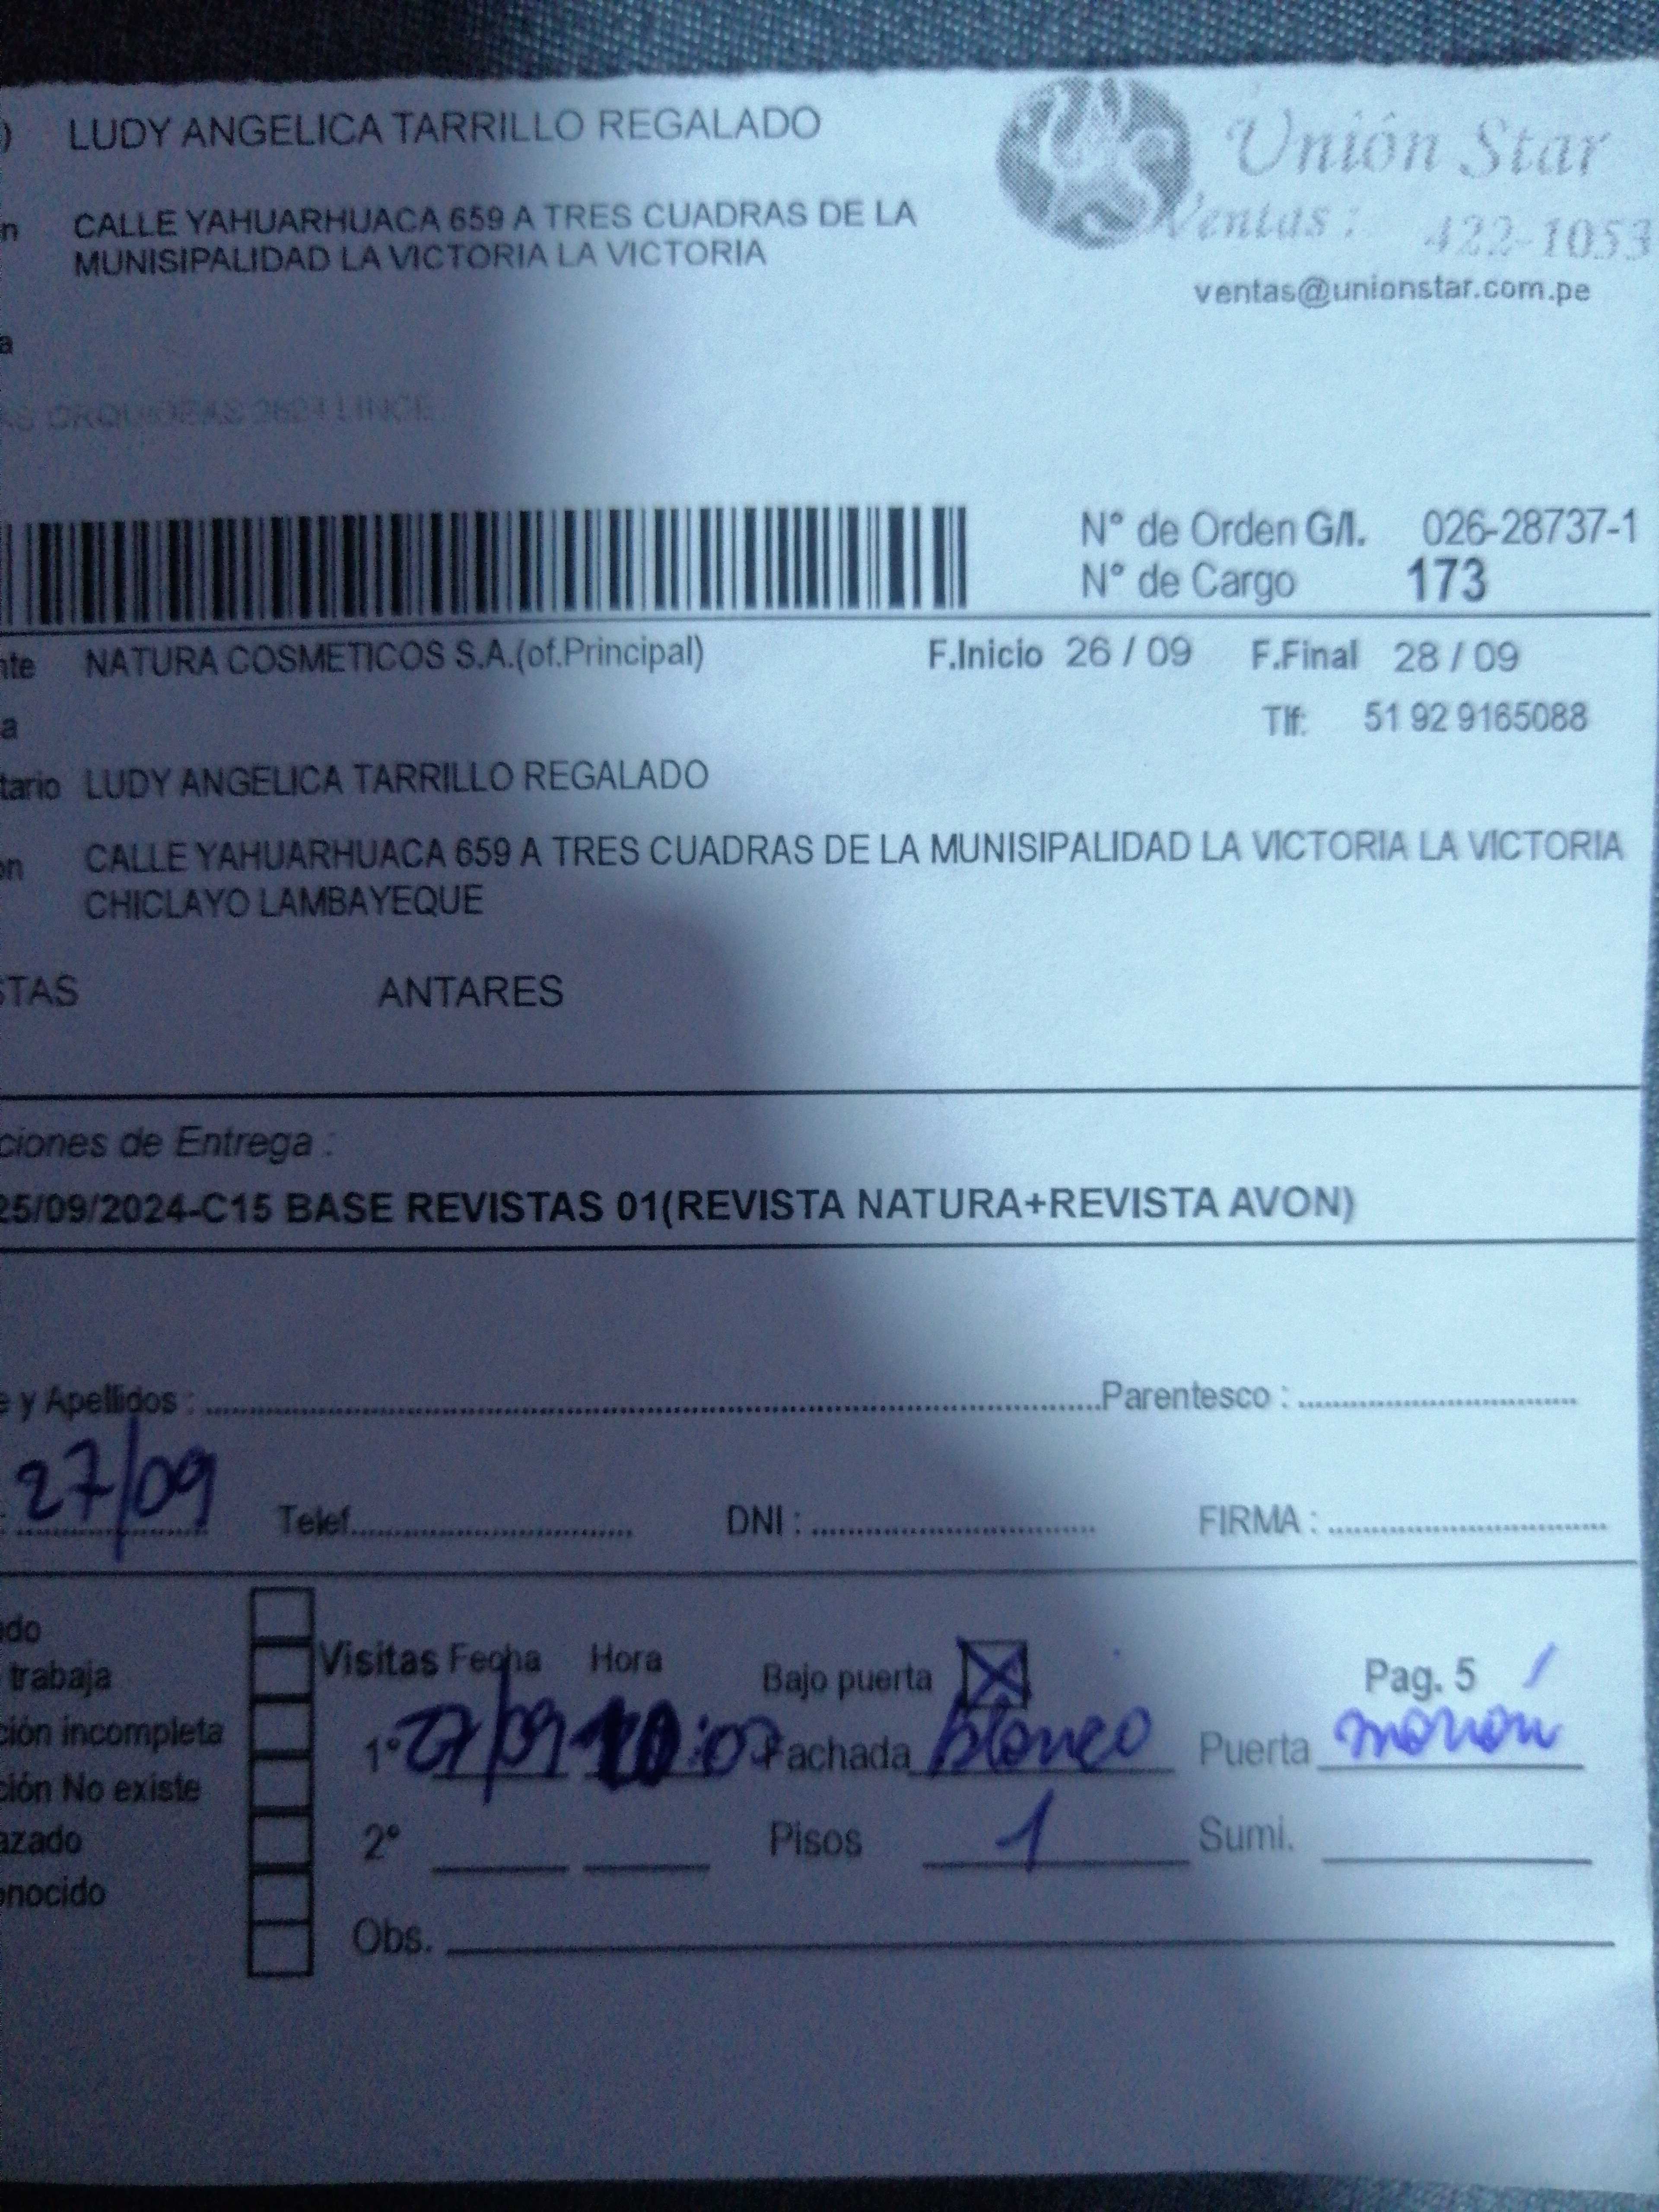 ) LUDY ANGELICA TARRILLO REGALADO
Unión Star
n CALLE YAHUARHUACA 659 A TRES CUADRAS DE LA
MUNISIPALIDAD LA VICTORIA LA VICTORIA
Ventas : 422-1053
ventas@unionstar.com.pe
a
AS ORQUIDEAS LINCE
N° de Orden G/I. 026-28737-1
N° de Cargo 173
nte NATURA COSMETICOS S.A.(of.Principal) F.Inicio 26 / 09 F.Final 28 / 09
a Tlf: 51 92 9165088
tario LUDY ANGELICA TARRILLO REGALADO
on CALLE YAHUARHUACA 659 A TRES CUADRAS DE LA MUNISIPALIDAD LA VICTORIA LA VICTORIA
CHICLAYO LAMBAYEQUE
STAS ANTARES
ciones de Entrega :
25/09/2024-C15 BASE REVISTAS 01(REVISTA NATURA+REVISTA AVON)
e y Apellidos : Parentesco :
27/09 Telef. DNI : FIRMA :
do
trabaja Visitas Fecha Hora Bajo puerta X Pag. 5
ción incompleta 1° 27/09 Fachada blanco Puerta marron
ción No existe
azado 2° Pisos 1 Sumi.
onocido
Obs.